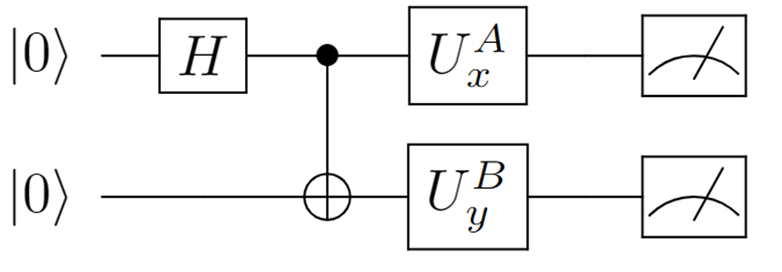 |0⟩ H U_x^A
|0⟩ U_y^B